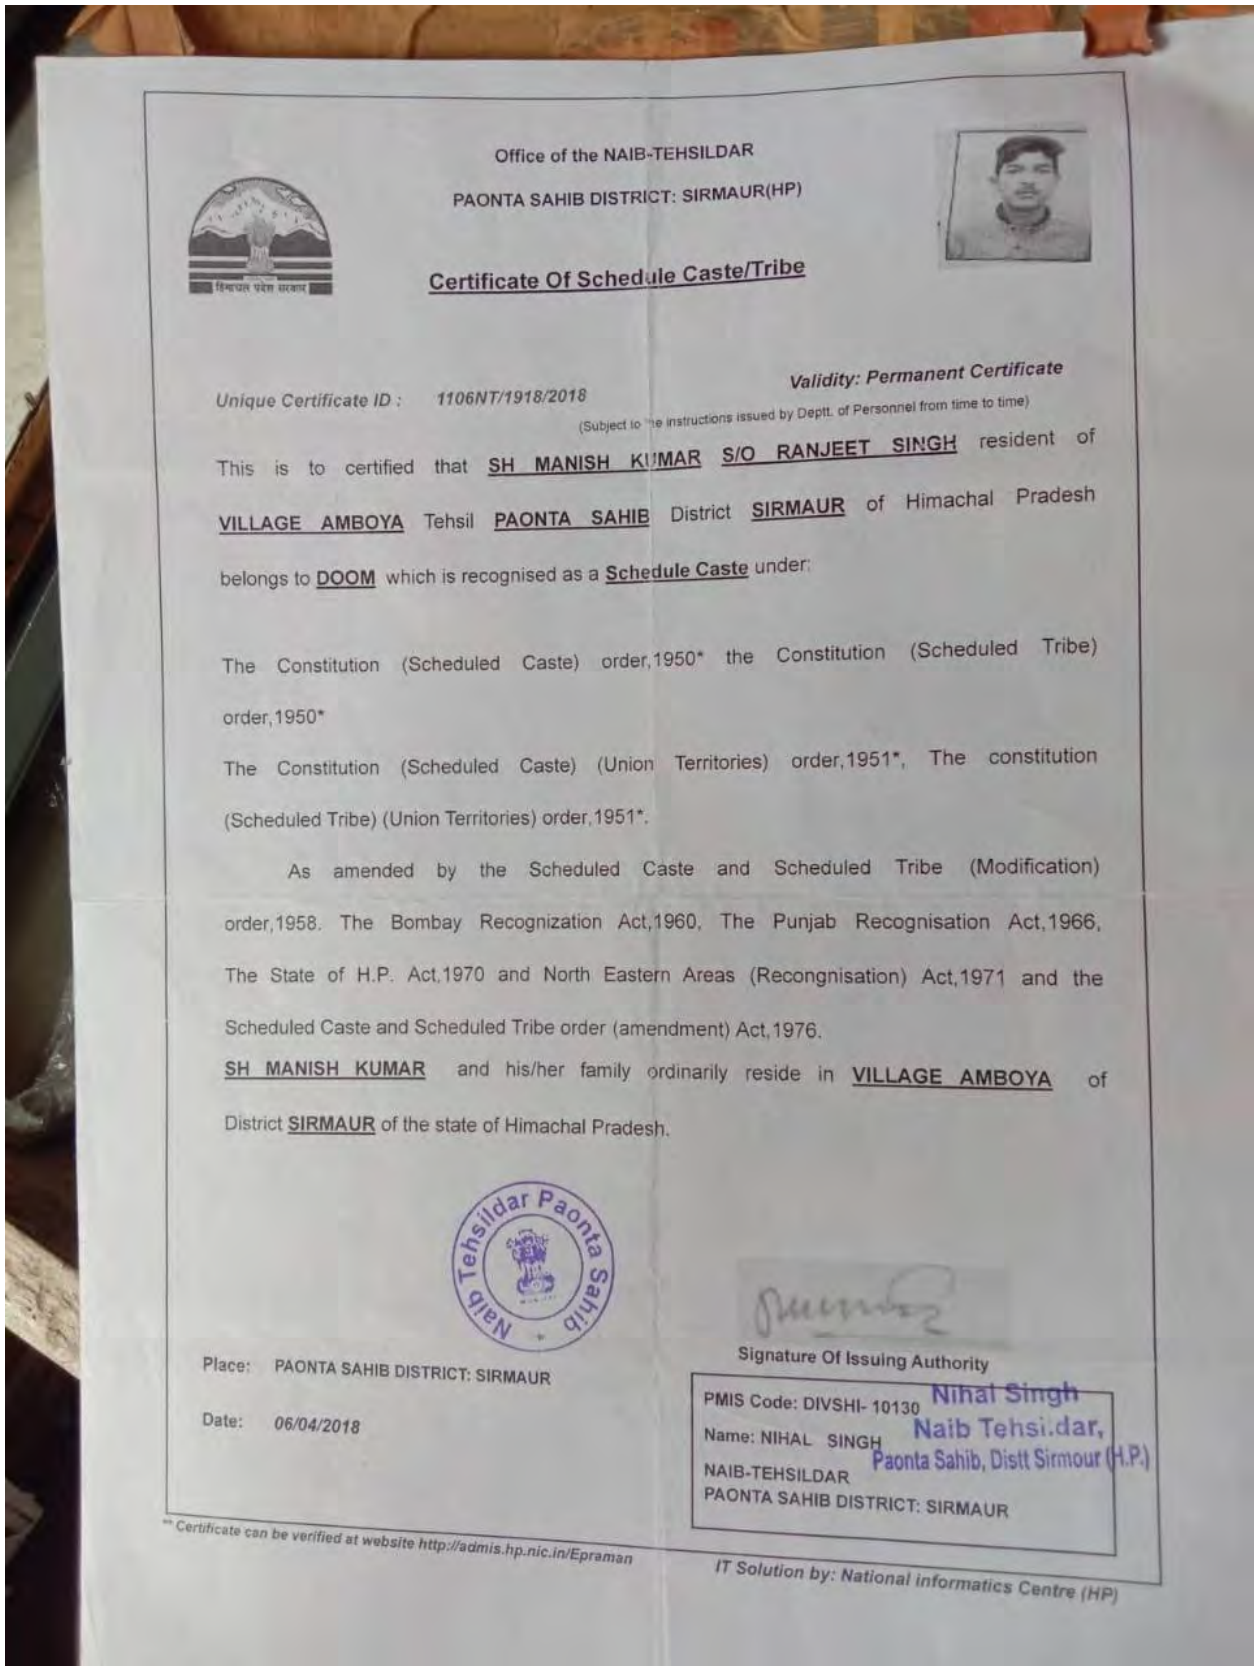 Office of the NAIB-TEHSILDAR
PAONTA SAHIB DISTRICT: SIRMAUR(HP)
हिमाचल प्रदेश सरकार
Certificate Of Schedule Caste/Tribe
Validity: Permanent Certificate
Unique Certificate ID : 1106NT/1918/2018
(Subject to the instructions issued by Deptt. of Personnel from time to time)
This is to certified that SH MANISH KUMAR S/O RANJEET SINGH resident of
VILLAGE AMBOYA Tehsil PAONTA SAHIB District SIRMAUR of Himachal Pradesh
belongs to DOOM which is recognised as a Schedule Caste under:
The Constitution (Scheduled Caste) order,1950* the Constitution (Scheduled Tribe)
order,1950*
The Constitution (Scheduled Caste) (Union Territories) order,1951*, The constitution
(Scheduled Tribe) (Union Territories) order,1951*.
As amended by the Scheduled Caste and Scheduled Tribe (Modification)
order,1958. The Bombay Recognization Act,1960, The Punjab Recognisation Act,1966,
The State of H.P. Act,1970 and North Eastern Areas (Recongnisation) Act,1971 and the
Scheduled Caste and Scheduled Tribe order (amendment) Act,1976.
SH MANISH KUMAR and his/her family ordinarily reside in VILLAGE AMBOYA of
District SIRMAUR of the state of Himachal Pradesh.
Naib Tehsildar Paonta Sahib *
Signature Of Issuing Authority
Place: PAONTA SAHIB DISTRICT: SIRMAUR
Date: 06/04/2018
PMIS Code: DIVSHI- 10130
Name: NIHAL SINGH
NAIB-TEHSILDAR
PAONTA SAHIB DISTRICT: SIRMAUR
Nihal Singh
Naib Tehsi.dar,
Paonta Sahib, Distt Sirmour (H.P.)
** Certificate can be verified at website http://admis.hp.nic.in/Epraman
IT Solution by: National informatics Centre (HP)